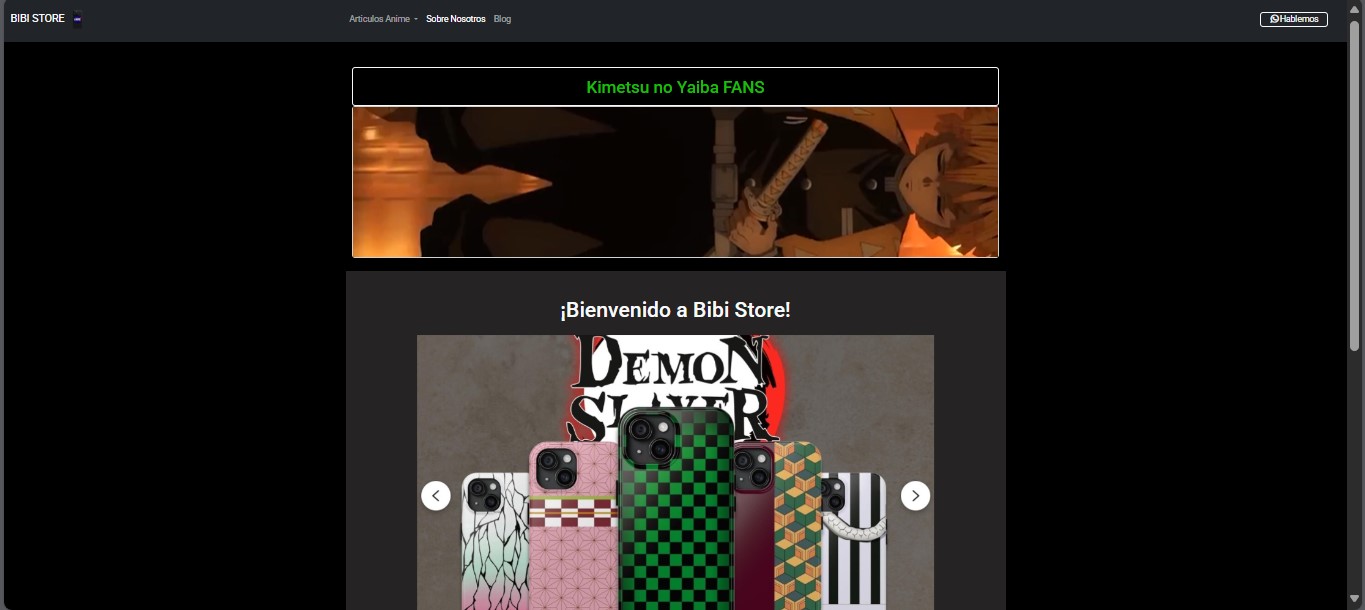 BIBI STORE
Articulos Anime
Sobre Nosotros
Blog
Hablemos
Kimetsu no Yaiba FANS
¡Bienvenido a Bibi Store!
DEMON
SLAYER